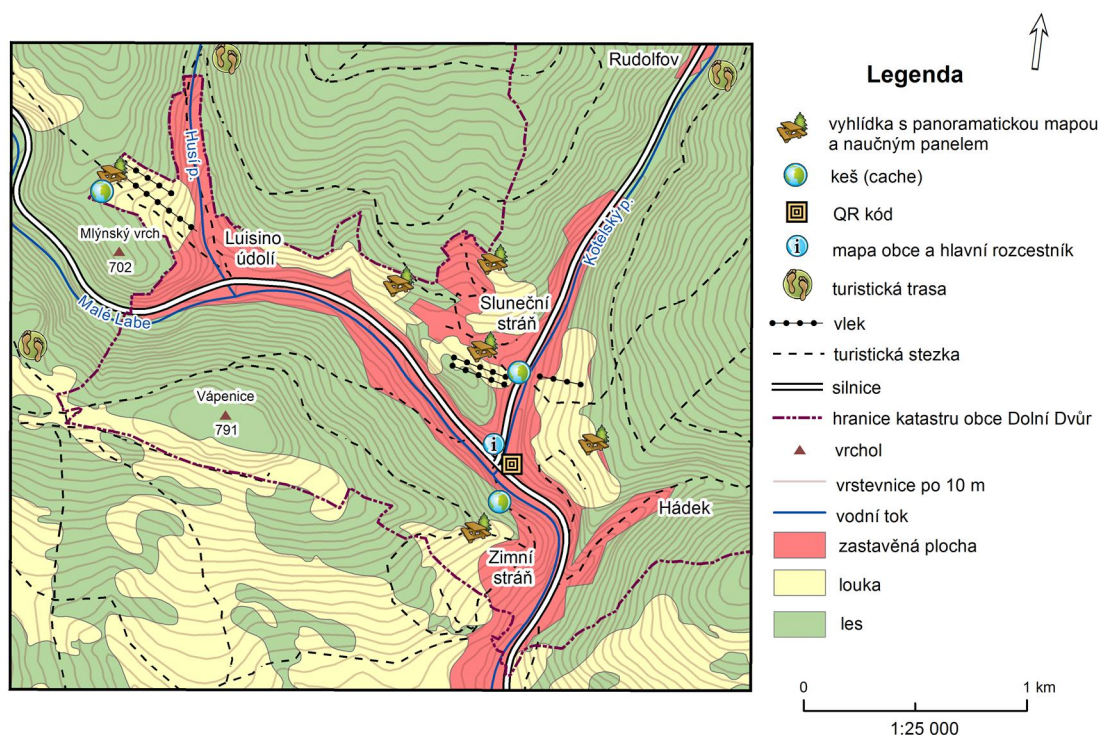 Rudolfov
Husí p.
Kotelský p.
Mlýnský vrch
702
Luisino
údolí
Malé Labe
Sluneční
stráň
Vápenice
791
Hádek
Zimní
stráň
Legenda
vyhlídka s panoramatickou mapou
a naučným panelem
keš (cache)
QR kód
mapa obce a hlavní rozcestník
turistická trasa
vlek
turistická stezka
silnice
hranice katastru obce Dolní Dvůr
vrchol
vrstevnice po 10 m
vodní tok
zastavěná plocha
louka
les
0 1 km
1:25 000